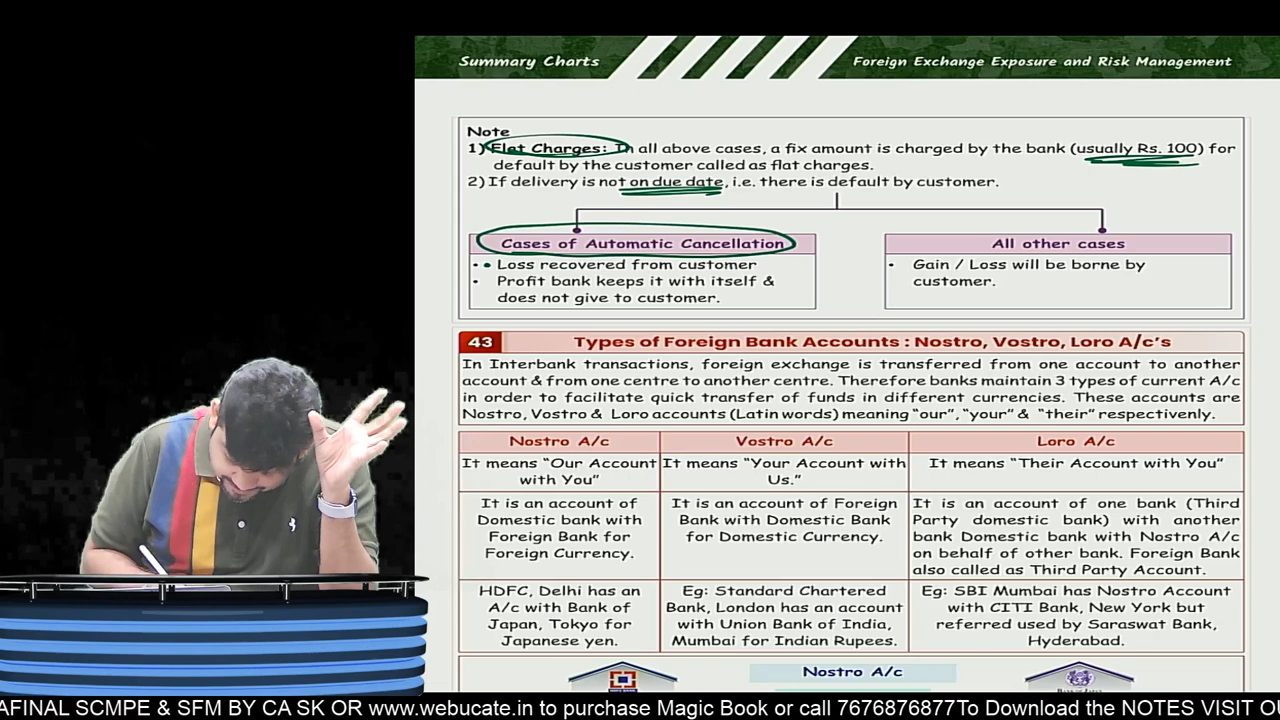 Summary Charts
Foreign Exchange Exposure and Risk Management
Note
1) Flat Charges: In all above cases, a fix amount is charged by the bank (usually Rs. 100) for
default by the customer called as flat charges.
2) If delivery is not on due date, i.e. there is default by customer.
Cases of Automatic Cancellation
• Loss recovered from customer
• Profit bank keeps it with itself &
does not give to customer.
All other cases
• Gain / Loss will be borne by
customer.
43 Types of Foreign Bank Accounts : Nostro, Vostro, Loro A/c's
In Interbank transactions, foreign exchange is transferred from one account to another
account & from one centre to another centre. Therefore banks maintain 3 types of current A/c
in order to facilitate quick transfer of funds in different currencies. These accounts are
Nostro, Vostro & Loro accounts (Latin words) meaning "our", "your" & "their" respectivenly.
Nostro A/c
Vostro A/c
Loro A/c
It means "Our Account
with You"
It means "Your Account with
Us."
It means "Their Account with You"
It is an account of
Domestic bank with
Foreign Bank for
Foreign Currency.
It is an account of Foreign
Bank with Domestic Bank
for Domestic Currency.
It is an account of one bank (Third
Party domestic bank) with another
bank Domestic bank with Nostro A/c
on behalf of other bank. Foreign Bank
also called as Third Party Account.
HDFC, Delhi has an
A/c with Bank of
Japan, Tokyo for
Japanese yen.
Eg: Standard Chartered
Bank, London has an account
with Union Bank of India,
Mumbai for Indian Rupees.
Eg: SBI Mumbai has Nostro Account
with CITI Bank, New York but
referred used by Saraswat Bank,
Hyderabad.
Nostro A/c
AFINAL SCMPE & SFM BY CA SK OR www.webucate.in to purchase Magic Book or call 7676876877To Download the NOTES VISIT OU